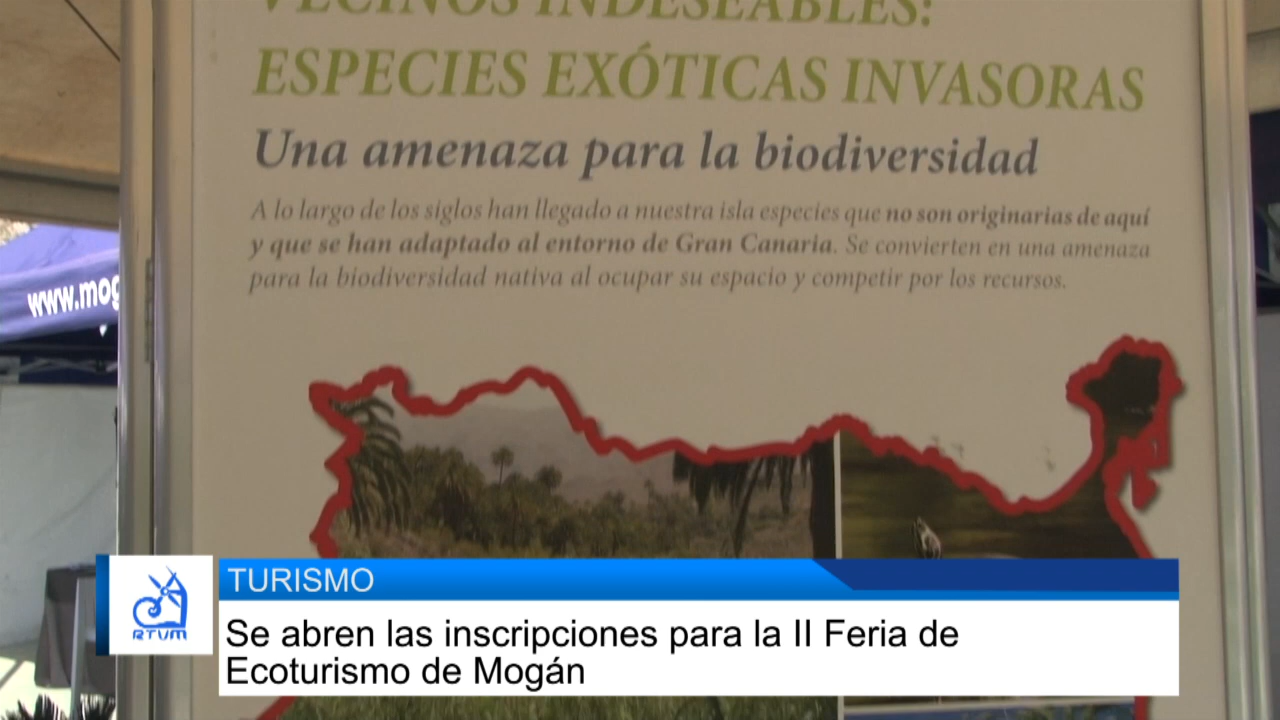 VECINOS INDESEABLES:
ESPECIES EXÓTICAS INVASORAS
Una amenaza para la biodiversidad
A lo largo de los siglos han llegado a nuestra isla especies que no son originarias de aquí
y que se han adaptado al entorno de Gran Canaria. Se convierten en una amenaza
para la biodiversidad nativa al ocupar su espacio y competir por los recursos.
www.mog
RTVM
TURISMO
Se abren las inscripciones para la II Feria de
Ecoturismo de Mogán